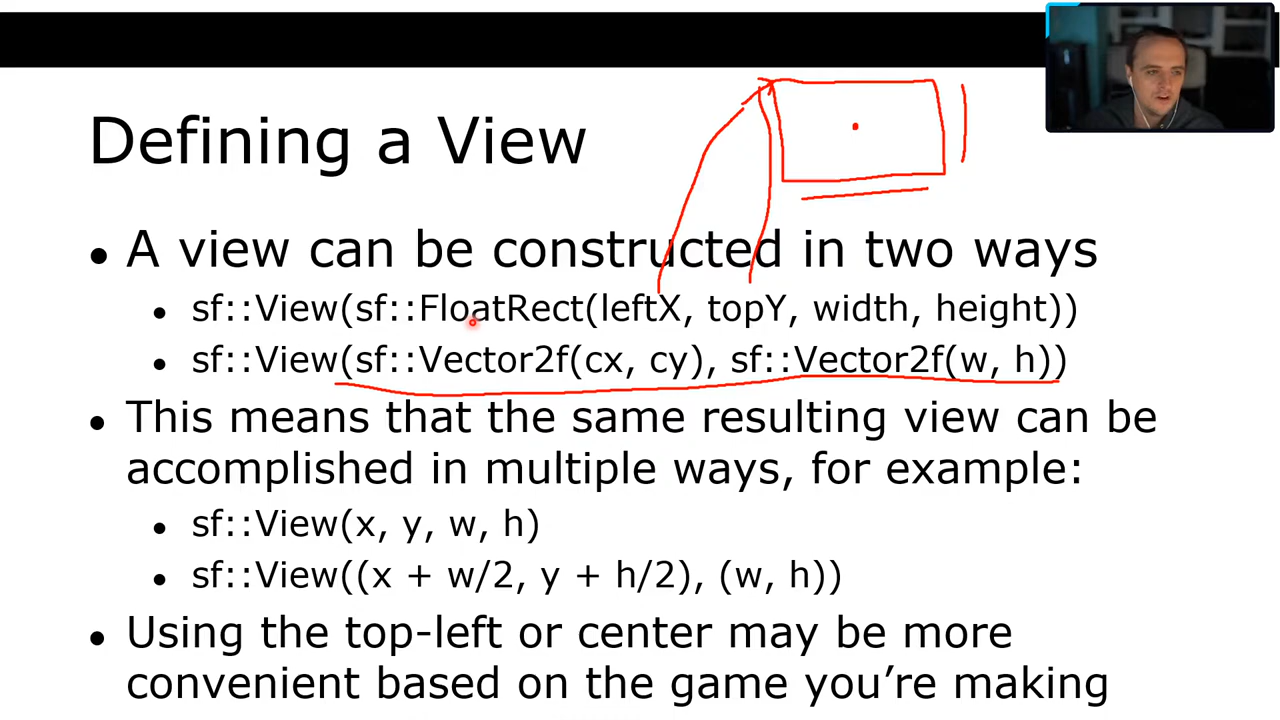 Defining a View
• A view can be constructed in two ways
• sf::View(sf::FloatRect(leftX, topY, width, height))
• sf::View(sf::Vector2f(cx, cy), sf::Vector2f(w, h))
• This means that the same resulting view can be
accomplished in multiple ways, for example:
• sf::View(x, y, w, h)
• sf::View((x + w/2, y + h/2), (w, h))
• Using the top-left or center may be more
convenient based on the game you’re making